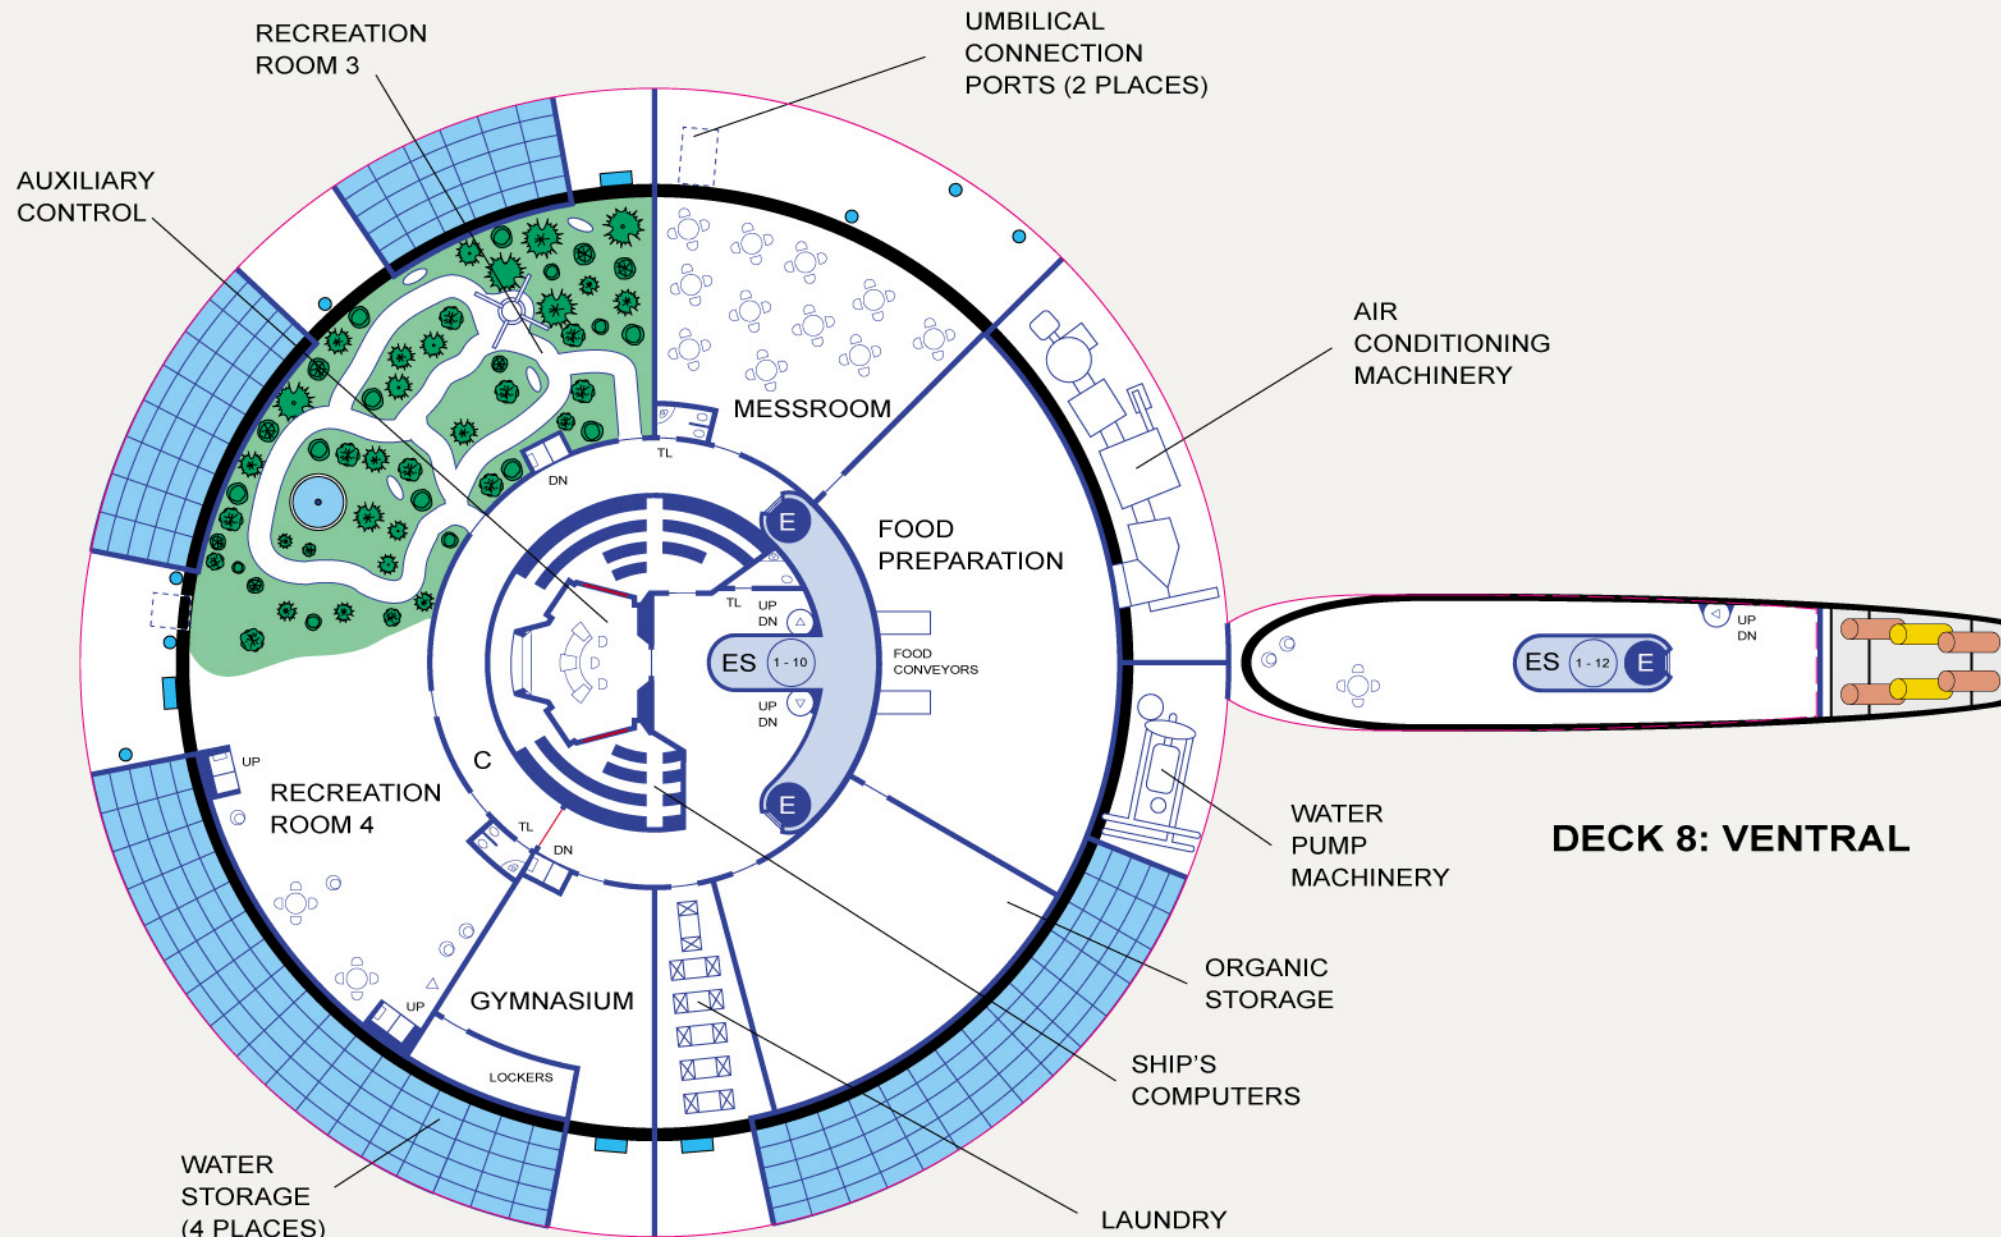 RECREATION
ROOM 3
UMBILICAL
CONNECTION
PORTS (2 PLACES)
AUXILIARY
CONTROL
AIR
CONDITIONING
MACHINERY
MESSROOM
TL
DN
E
FOOD
PREPARATION
TL
UP
DN
UP
DN
ES
1 - 10
FOOD
CONVEYORS
ES
1 - 12
E
UP
DN
C
UP
RECREATION
ROOM 4
E
TL
DN
WATER
PUMP
MACHINERY
DECK 8: VENTRAL
ORGANIC
STORAGE
GYMNASIUM
UP
LOCKERS
SHIP'S
COMPUTERS
WATER
STORAGE
(4 PLACES)
LAUNDRY